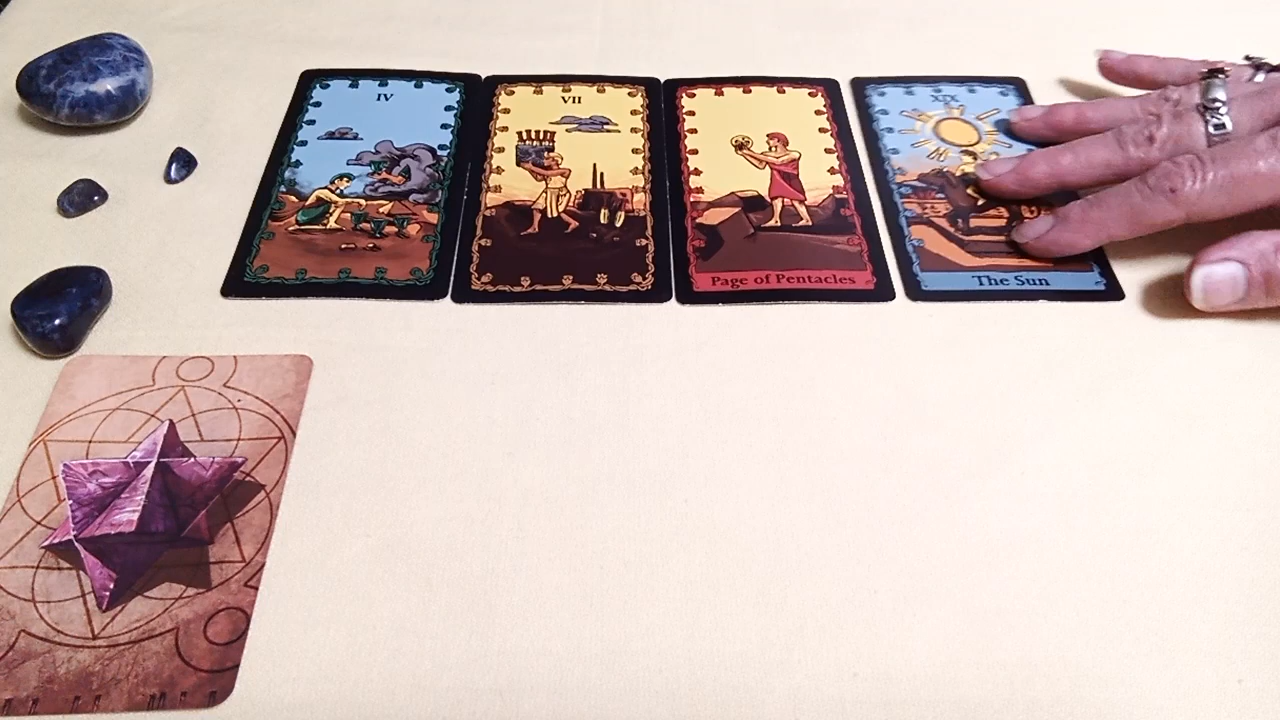 IV
VII
XIX
Page of Pentacles
The Sun